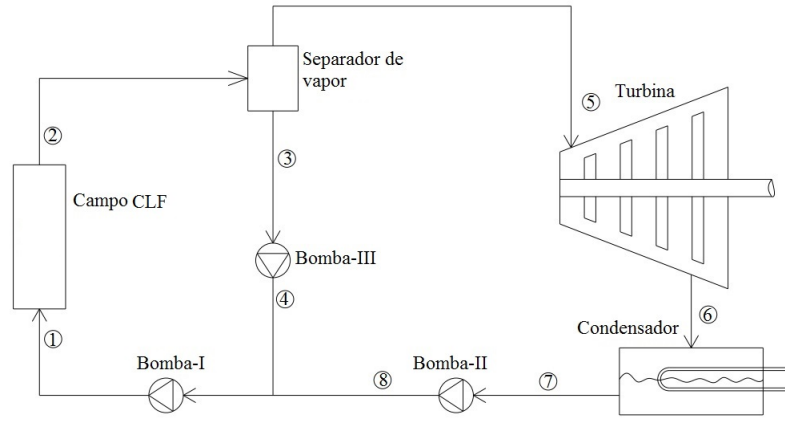 Separador de
vapor
⑤
Turbina
②
③
Campo CLF
Bomba-III
④
⑥
Condensador
①
Bomba-I
Bomba-II
⑧
⑦